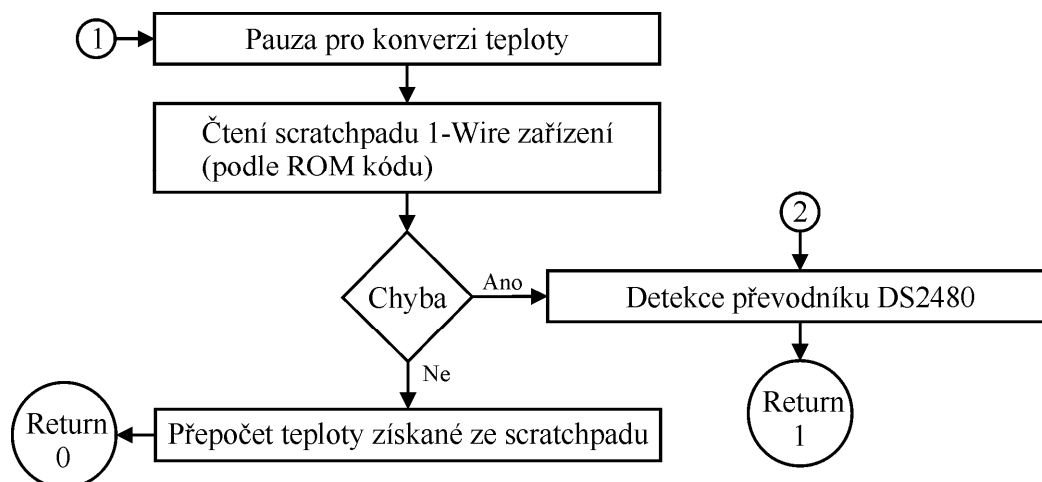 1
Pauza pro konverzi teploty
Čtení scratchpadu 1-Wire zařízení
(podle ROM kódu)
2
Chyba
Ano
Detekce převodníku DS2480
Ne
Return
1
Return
0
Přepočet teploty získané ze scratchpadu